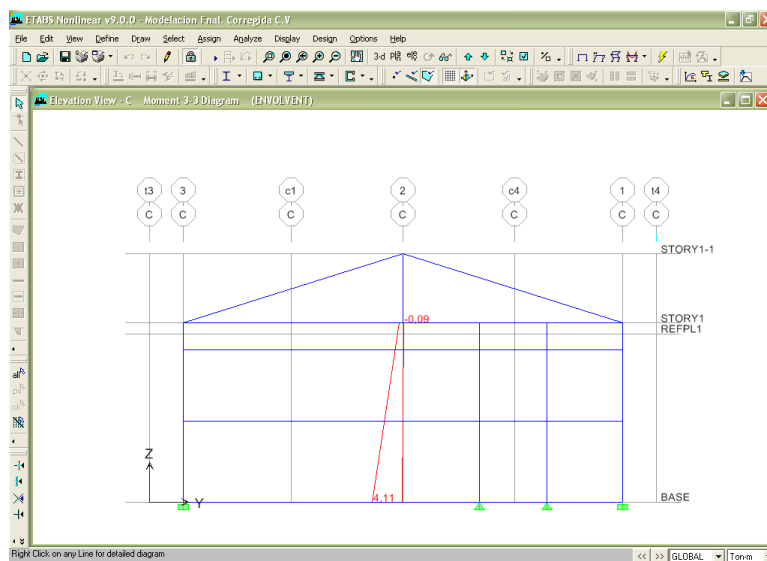 ETABS Nonlinear v9.0.0 - Modelacion Fnal. Corregida C.V
File Edit View Define Draw Select Assign Analyze Display Design Options Help
3-d
Elevation View - C Moment 3-3 Diagram (ENVOLVENT)
t3 3 c1 2 c4 1 t4
C C C C C C C
STORY1-1
-0,09
STORY1
REFPL1
all
Z
Y
4,11
BASE
Right Click on any Line for detailed diagram
<< >> GLOBAL Ton-m